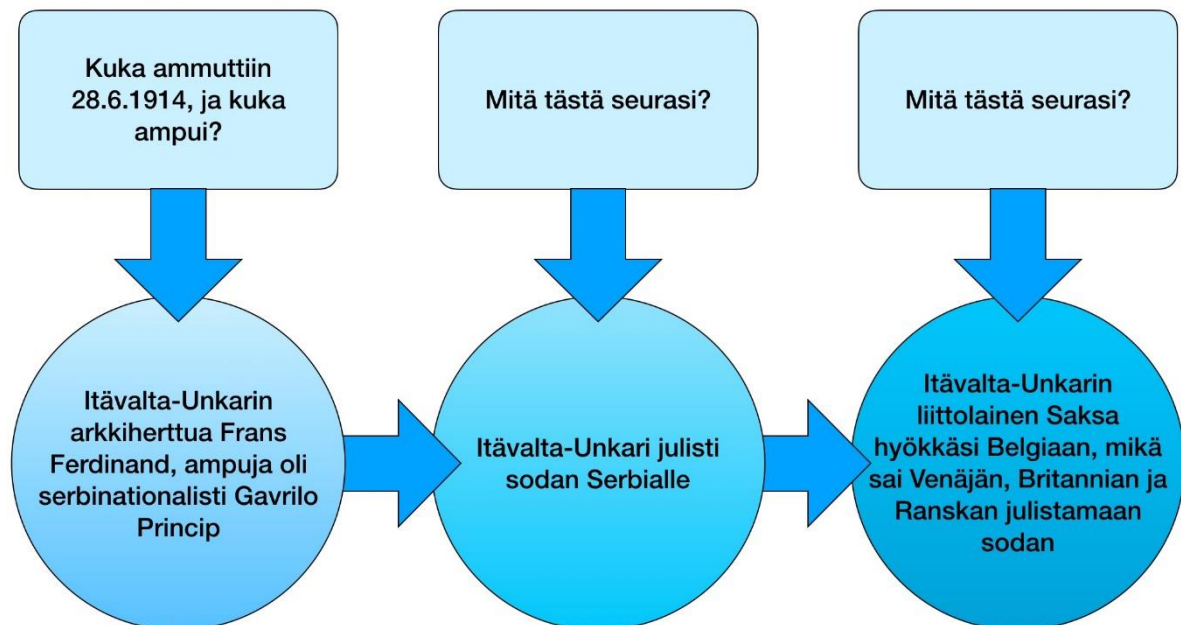 Kuka ammuttiin
28.6.1914, ja kuka
ampui?
Mitä tästä seurasi?
Mitä tästä seurasi?
Itävalta-Unkarin
arkkiherttua Frans
Ferdinand, ampuja oli
serbinationalisti Gavrilo
Princip
Itävalta-Unkari julisti
sodan Serbialle
Itävalta-Unkarin
liittolainen Saksa
hyökkäsi Belgiaan, mikä
sai Venäjän, Britannian ja
Ranskan julistamaan
sodan